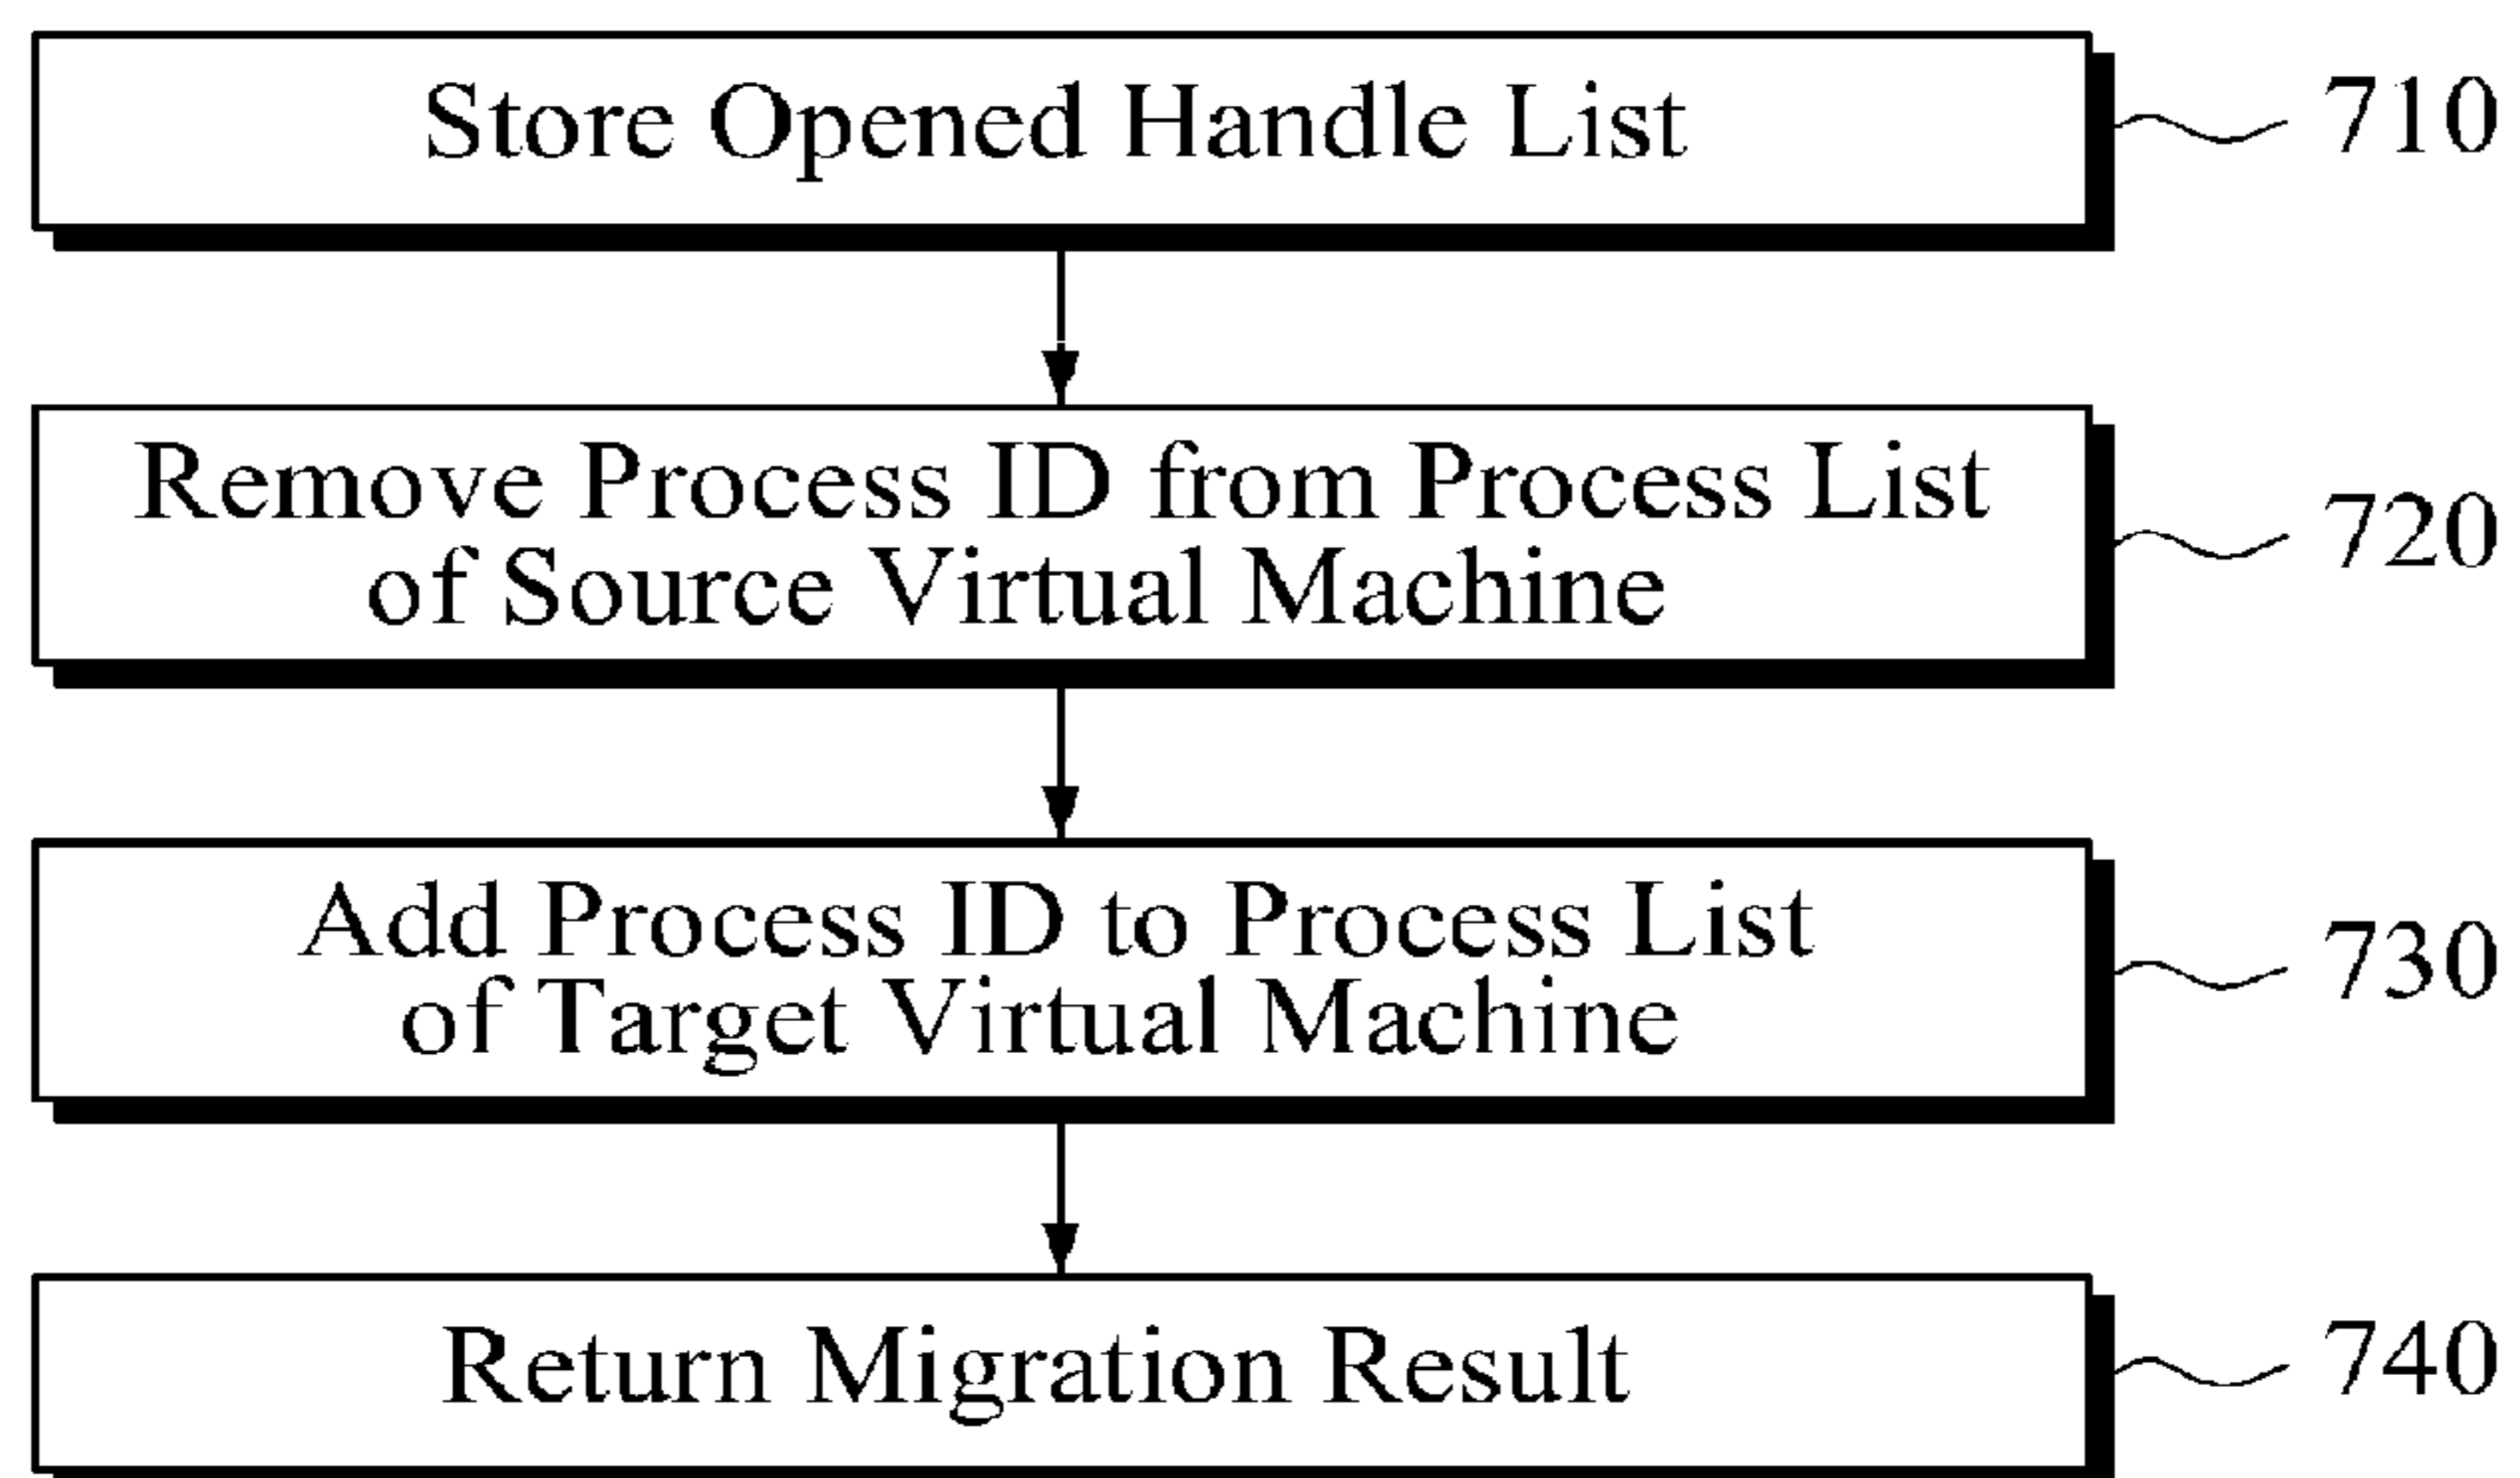 Store Opened Handle List
710
Remove Process ID from Process List
of Source Virtual Machine
720
Add Process ID to Process List
of Target Virtual Machine
730
Return Migration Result
740